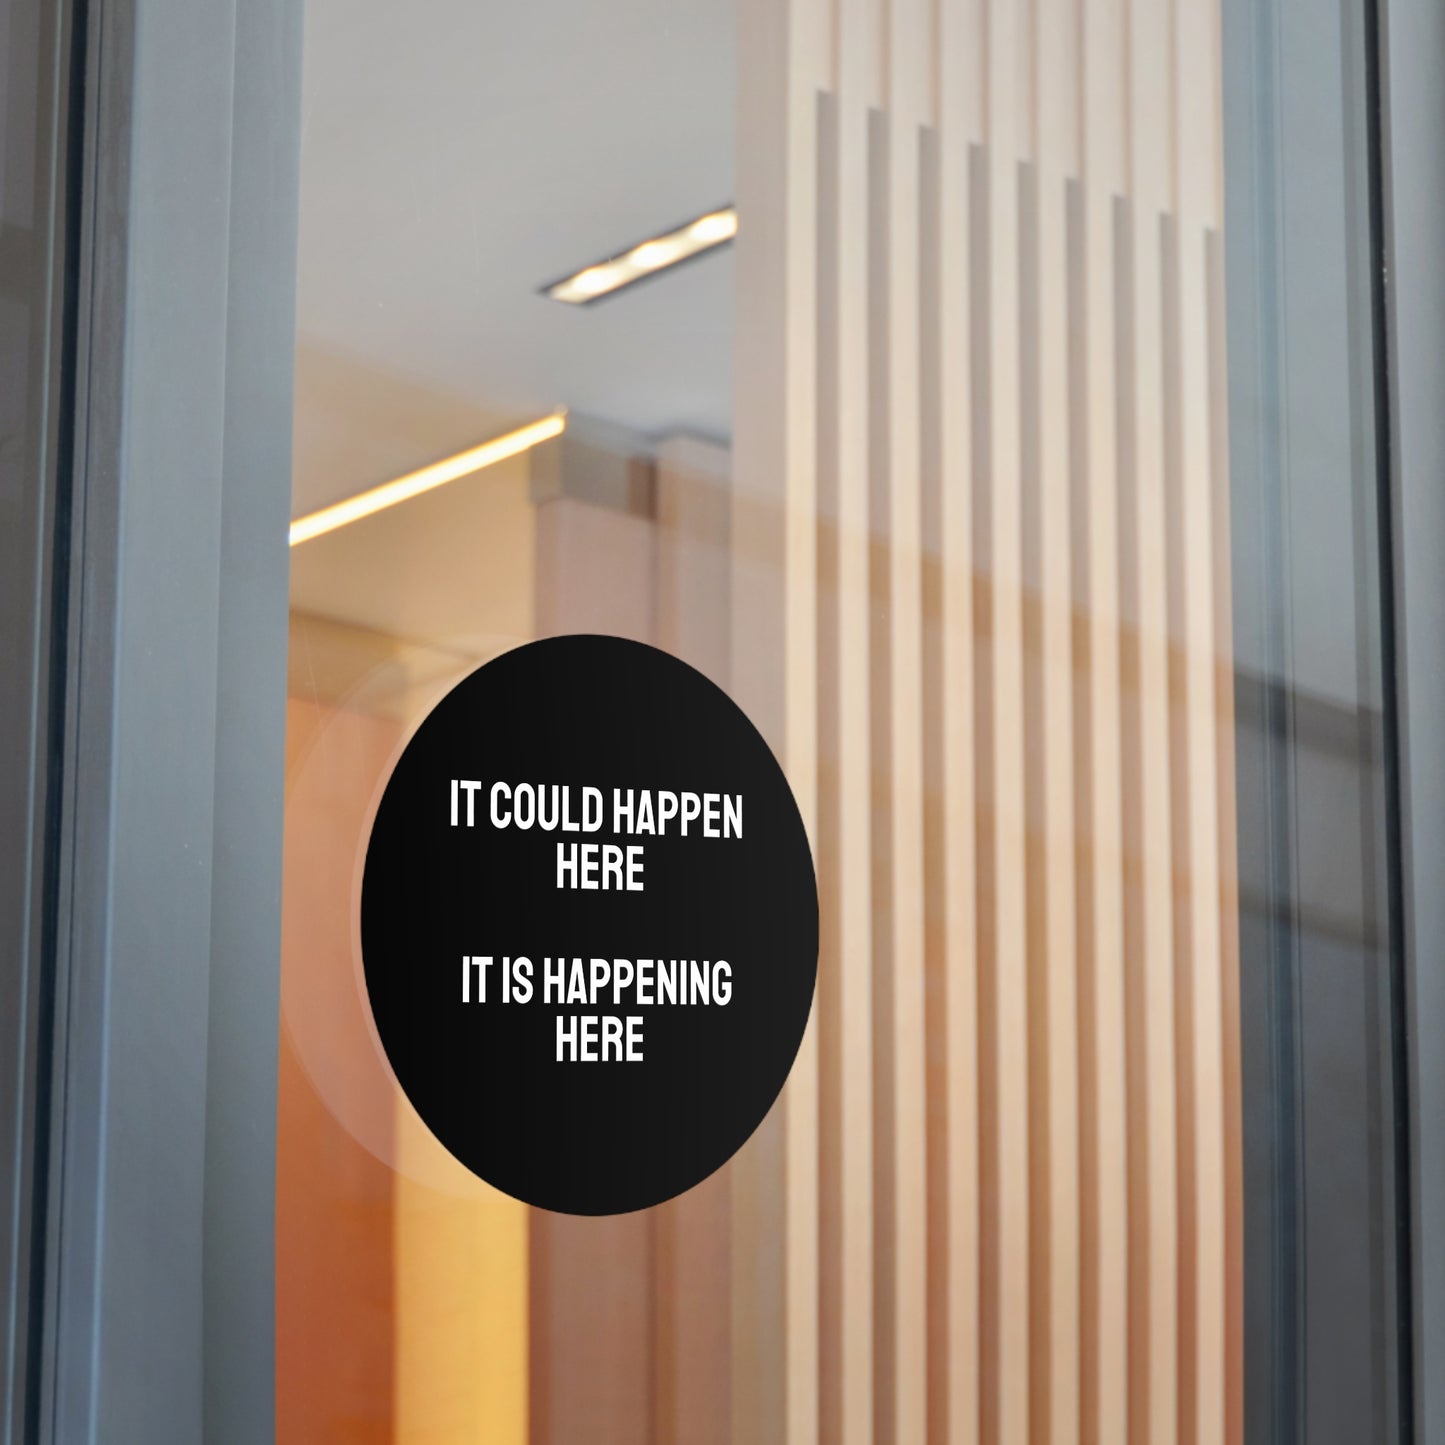 IT COULD HAPPEN
HERE
IT IS HAPPENING
HERE